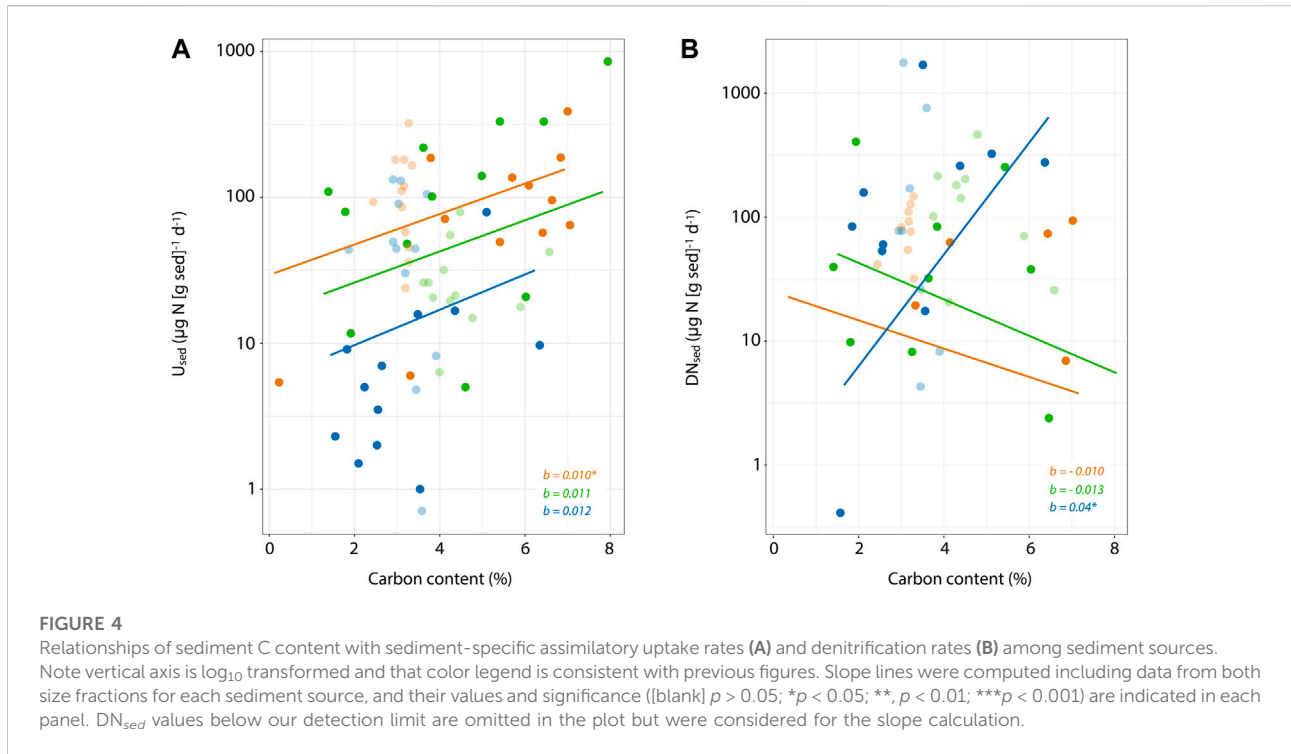 A
B
1000
100
10
1
U_sed (µg N [g sed]⁻¹ d⁻¹)
0 2 4 6 8
Carbon content (%)
b = 0.010*
b = 0.011
b = 0.012
1000
100
10
1
DN_sed (µg N [g sed]⁻¹ d⁻¹)
0 2 4 6 8
Carbon content (%)
b = - 0.010
b = - 0.013
b = 0.04*
FIGURE 4
Relationships of sediment C content with sediment-specific assimilatory uptake rates (A) and denitrification rates (B) among sediment sources.
Note vertical axis is log₁₀ transformed and that color legend is consistent with previous figures. Slope lines were computed including data from both
size fractions for each sediment source, and their values and significance ([blank] p > 0.05; *p < 0.05; **, p < 0.01; ***p < 0.001) are indicated in each
panel. DN_sed values below our detection limit are omitted in the plot but were considered for the slope calculation.